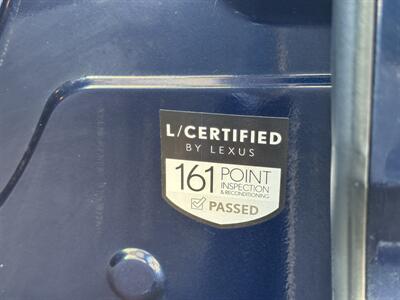 L/CERTIFIED
BY LEXUS
161 POINT
INSPECTION
& RECONDITIONING
PASSED